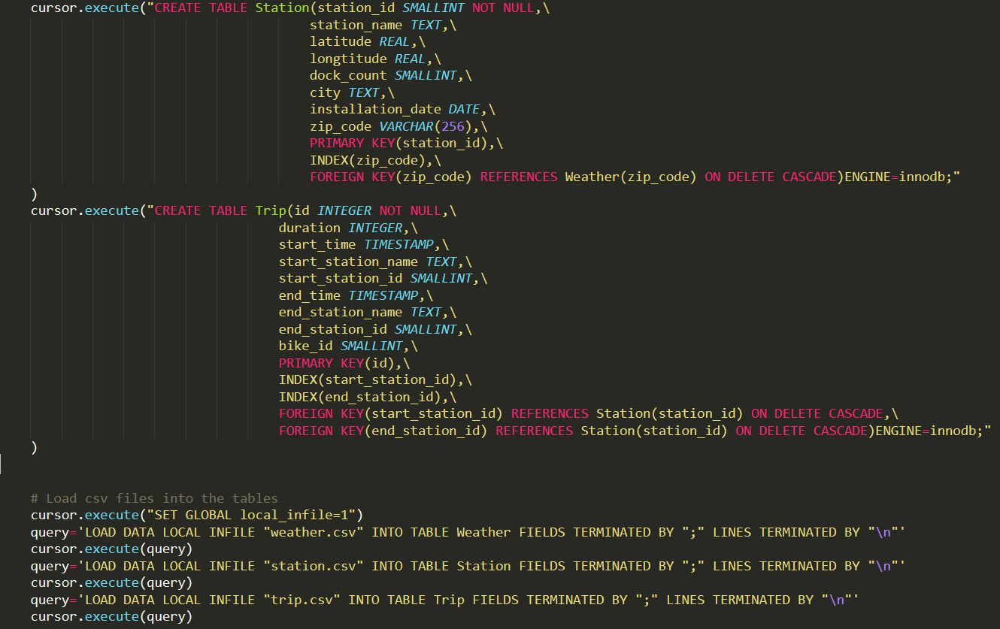 cursor.execute("CREATE TABLE Station(station_id SMALLINT NOT NULL,\
station_name TEXT,\
latitude REAL,\
longtitude REAL,\
dock_count SMALLINT,\
city TEXT,\
installation_date DATE,\
zip_code VARCHAR(256),\
PRIMARY KEY(station_id),\
INDEX(zip_code),\
FOREIGN KEY(zip_code) REFERENCES Weather(zip_code) ON DELETE CASCADE)ENGINE=innodb;"
)
cursor.execute("CREATE TABLE Trip(id INTEGER NOT NULL,\
duration INTEGER,\
start_time TIMESTAMP,\
start_station_name TEXT,\
start_station_id SMALLINT,\
end_time TIMESTAMP,\
end_station_name TEXT,\
end_station_id SMALLINT,\
bike_id SMALLINT,\
PRIMARY KEY(id),\
INDEX(start_station_id),\
INDEX(end_station_id),\
FOREIGN KEY(start_station_id) REFERENCES Station(station_id) ON DELETE CASCADE,\
FOREIGN KEY(end_station_id) REFERENCES Station(station_id) ON DELETE CASCADE)ENGINE=innodb;"
)
# Load csv files into the tables
cursor.execute("SET GLOBAL local_infile=1")
query='LOAD DATA LOCAL INFILE "weather.csv" INTO TABLE Weather FIELDS TERMINATED BY ";" LINES TERMINATED BY "\n"'
cursor.execute(query)
query='LOAD DATA LOCAL INFILE "station.csv" INTO TABLE Station FIELDS TERMINATED BY ";" LINES TERMINATED BY "\n"'
cursor.execute(query)
query='LOAD DATA LOCAL INFILE "trip.csv" INTO TABLE Trip FIELDS TERMINATED BY ";" LINES TERMINATED BY "\n"'
cursor.execute(query)